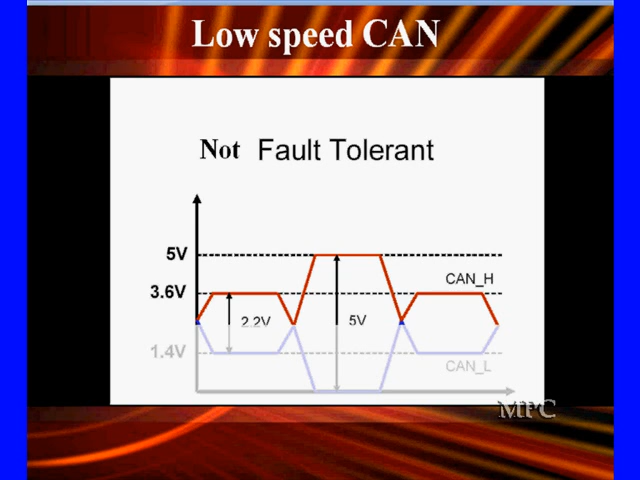 Low speed CAN
Not Fault Tolerant
5V
CAN_H
3.6V
2.2V
5V
1.4V
CAN_L
MPC